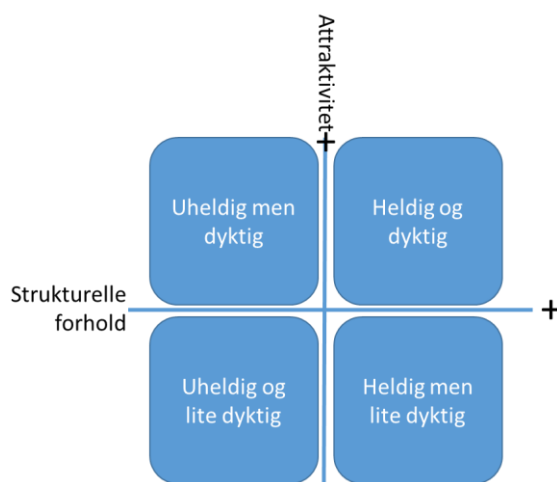 Attraktivitet
+
Uheldig men
dyktig
Heldig og
dyktig
Strukturelle
forhold
+
Uheldig og
lite dyktig
Heldig men
lite dyktig